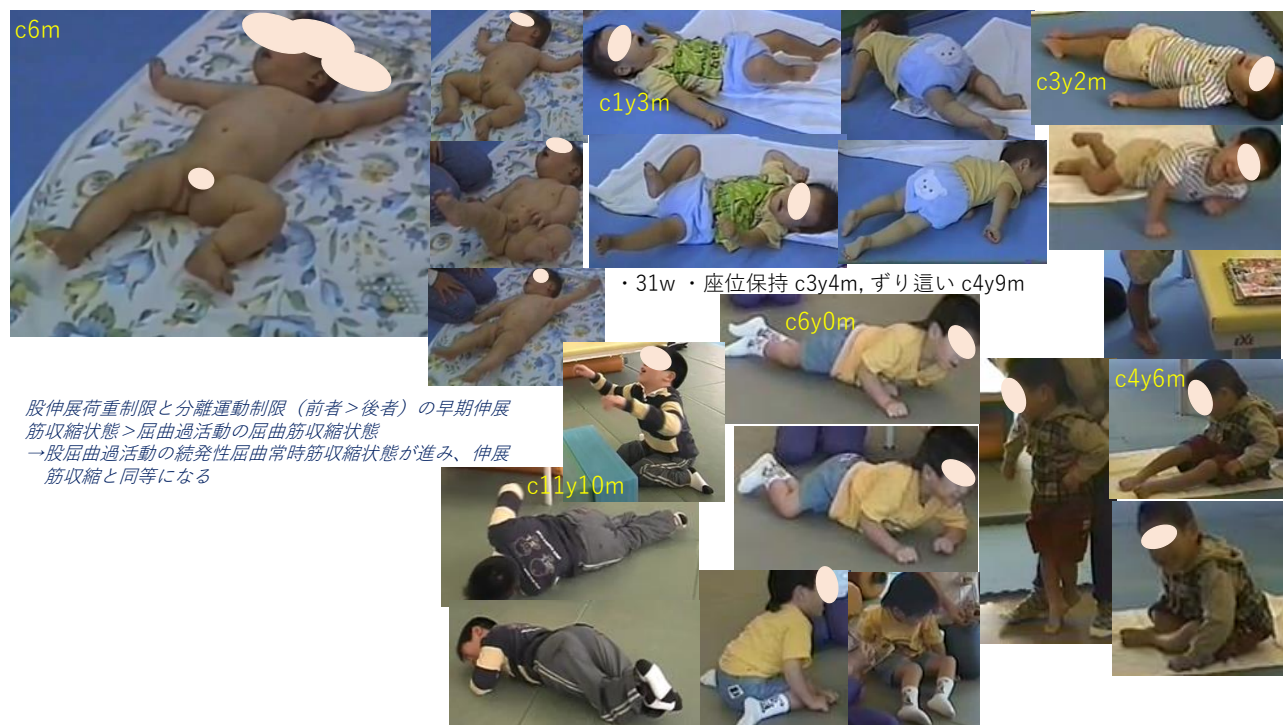 c6m
c1y3m
c3y2m
・31w ・座位保持 c3y4m, ずり這い c4y9m
c6y0m
c4y6m
股伸展荷重制限と分離運動制限（前者＞後者）の早期伸展
筋収縮状態＞屈曲過活動の屈曲筋収縮状態
→股屈曲過活動の続発性屈曲常時筋収縮状態が進み、伸展
筋収縮と同等になる
c11y10m